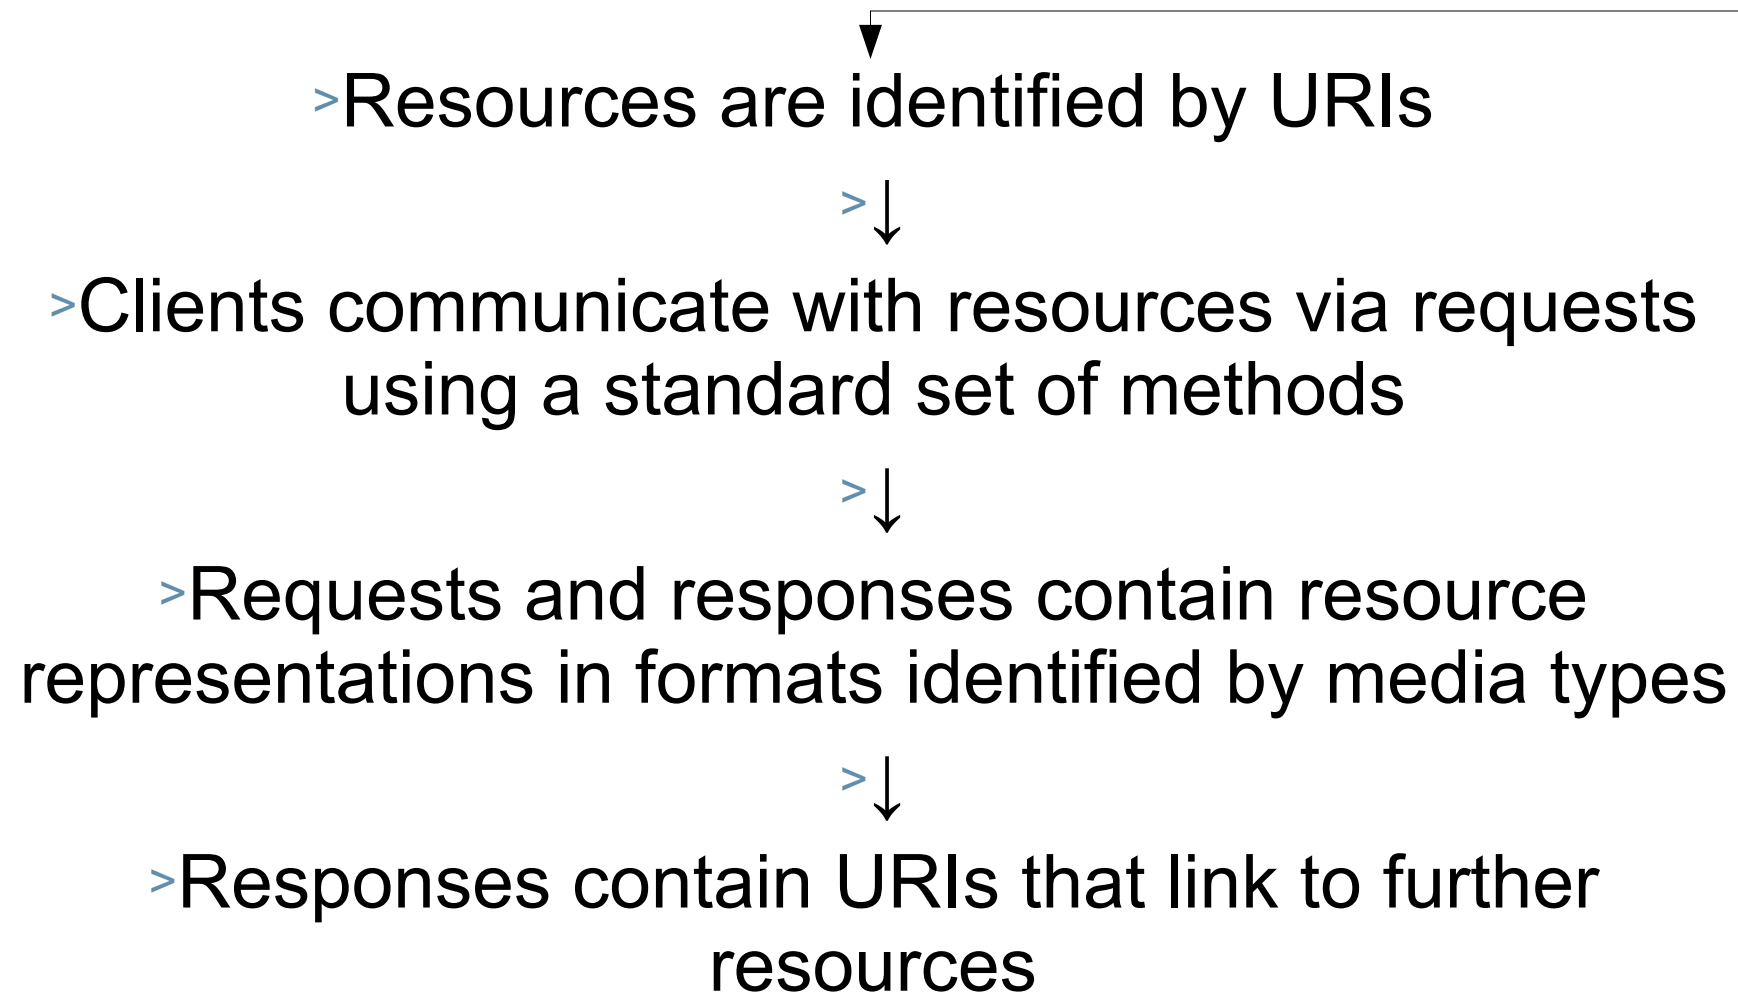 >Resources are identified by URIs
>↓
>Clients communicate with resources via requests
using a standard set of methods
>↓
>Requests and responses contain resource
representations in formats identified by media types
>↓
>Responses contain URIs that link to further
resources